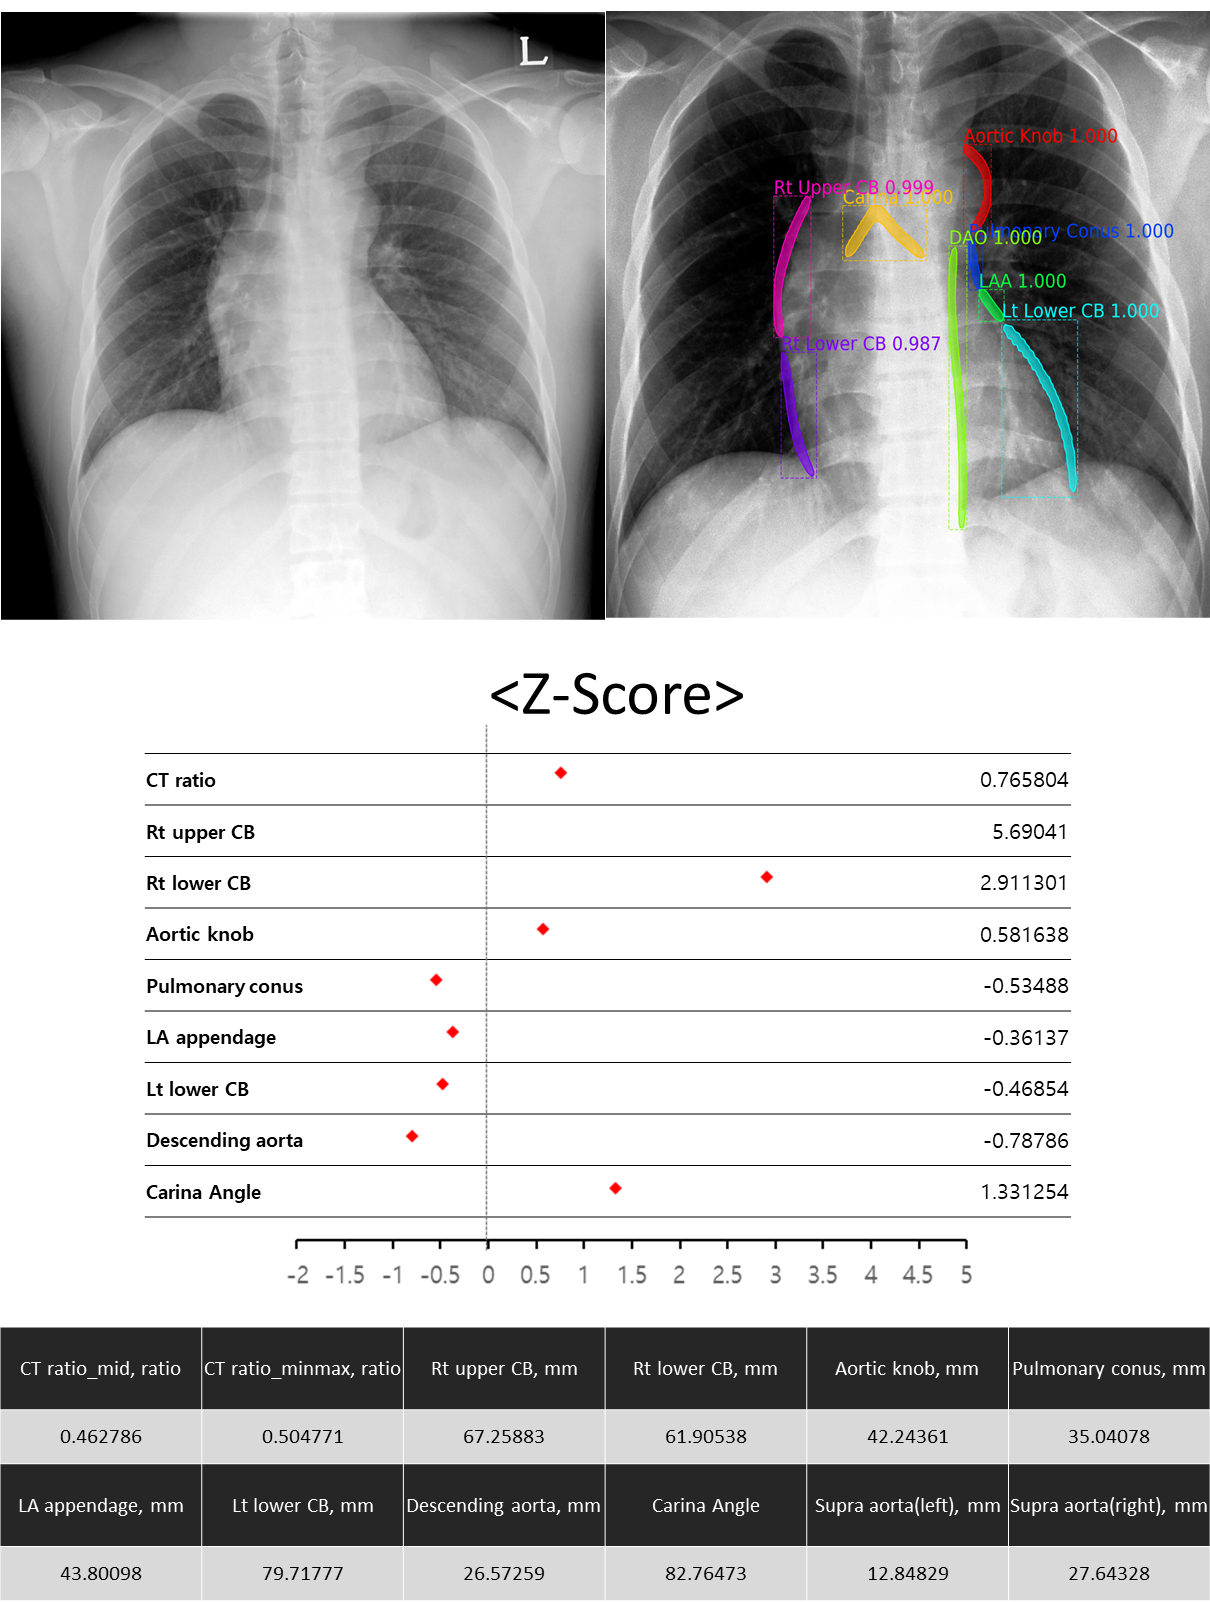 L
Aortic Knob 1.000
Rt Upper CB 0.999
Carina 1.000
Pulmonary Conus 1.000
DAO 1.000
LAA 1.000
Lt Lower CB 1.000
Rt Lower CB 0.987
<Z-Score>
CT ratio 0.765804
Rt upper CB 5.69041
Rt lower CB 2.911301
Aortic knob 0.581638
Pulmonary conus -0.53488
LA appendage -0.36137
Lt lower CB -0.46854
Descending aorta -0.78786
Carina Angle 1.331254
-2 -1.5 -1 -0.5 0 0.5 1 1.5 2 2.5 3 3.5 4 4.5 5
CT ratio_mid, ratio CT ratio_minmax, ratio Rt upper CB, mm Rt lower CB, mm Aortic knob, mm Pulmonary conus, mm
0.462786 0.504771 67.25883 61.90538 42.24361 35.04078
LA appendage, mm Lt lower CB, mm Descending aorta, mm Carina Angle Supra aorta(left), mm Supra aorta(right), mm
43.80098 79.71777 26.57259 82.76473 12.84829 27.64328